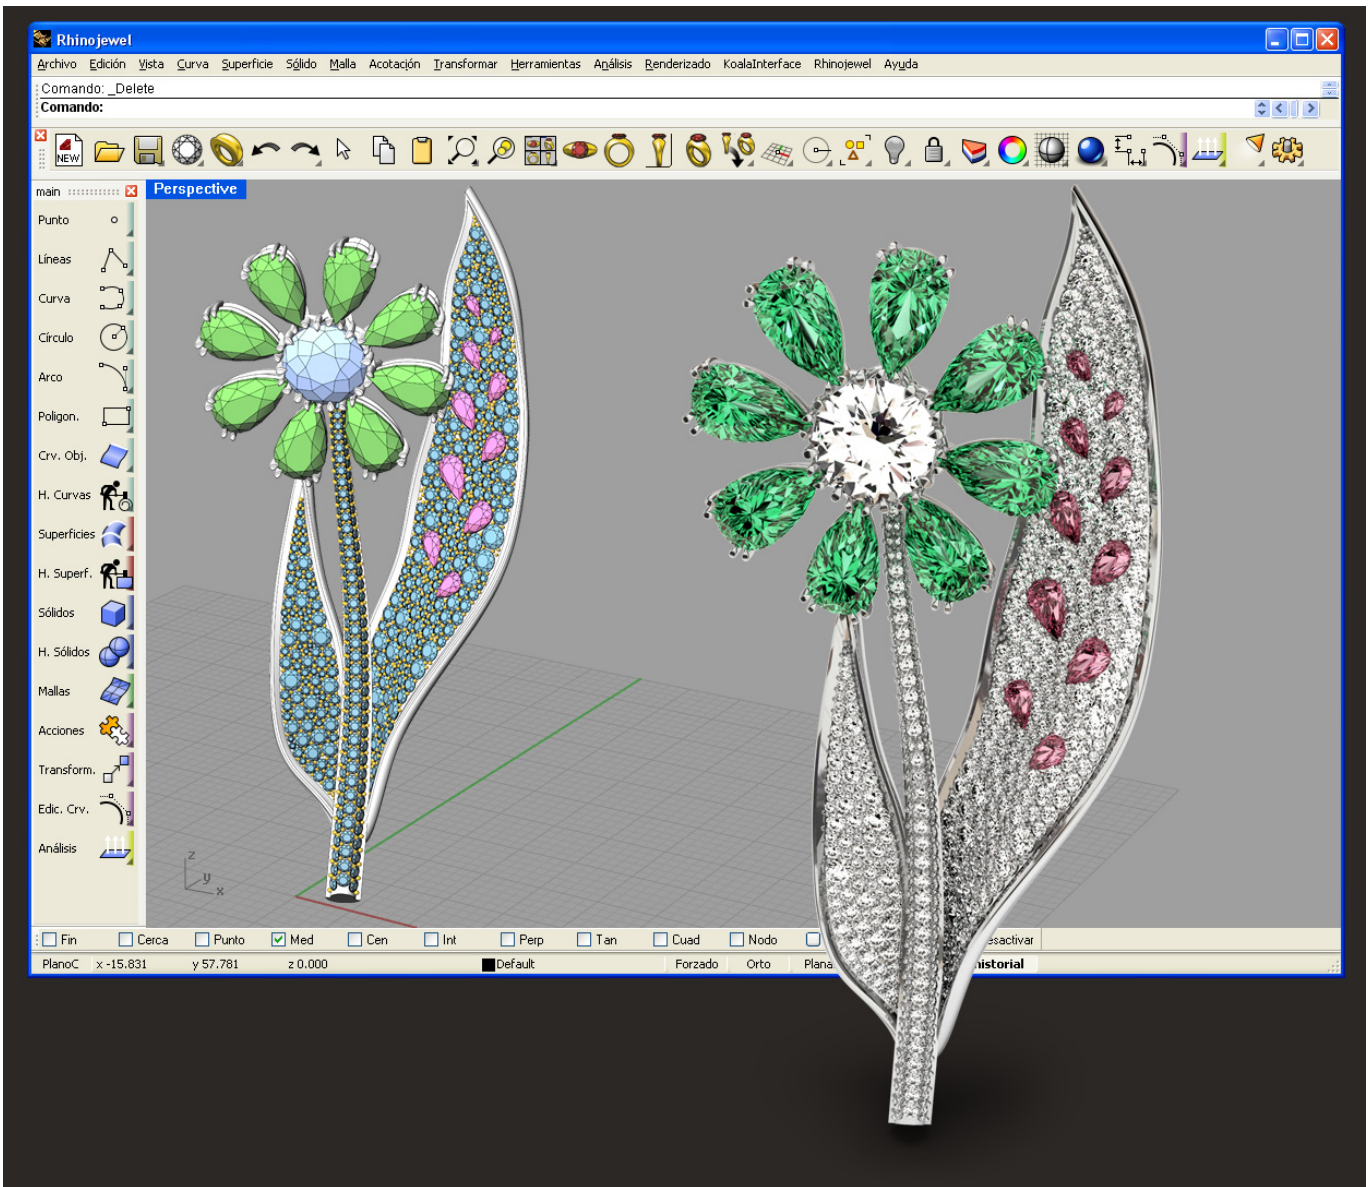 Rhinojewel
Archivo Edición Vista Curva Superficie Sólido Malla Acotación Transformar Herramientas Análisis Renderizado KoalaInterface Rhinojewel Ayuda
Comando: _Delete
Comando:
NEW
main
Perspective
Punto
Líneas
Curva
Círculo
Arco
Poligon.
Crv. Obj.
H. Curvas
Superficies
H. Superf.
Sólidos
H. Sólidos
Mallas
Acciones
Transform.
Edic. Crv.
Análisis
z
y
x
Fin Cerca Punto Med Cen Int Perp Tan Cuad Nodo esactivar
PlanoC x -15.831 y 57.781 z 0.000 Default Forzado Orto Plana istorial